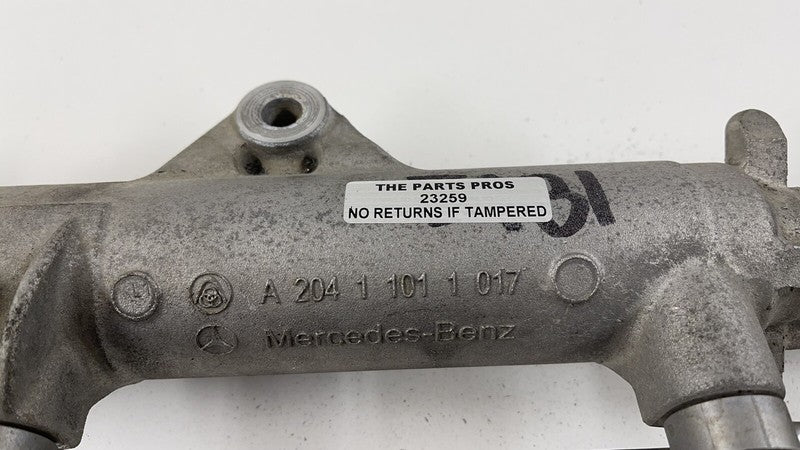 THE PARTS PROS
23259
NO RETURNS IF TAMPERED
A 204 1 101 1 017
Mercedes-Benz